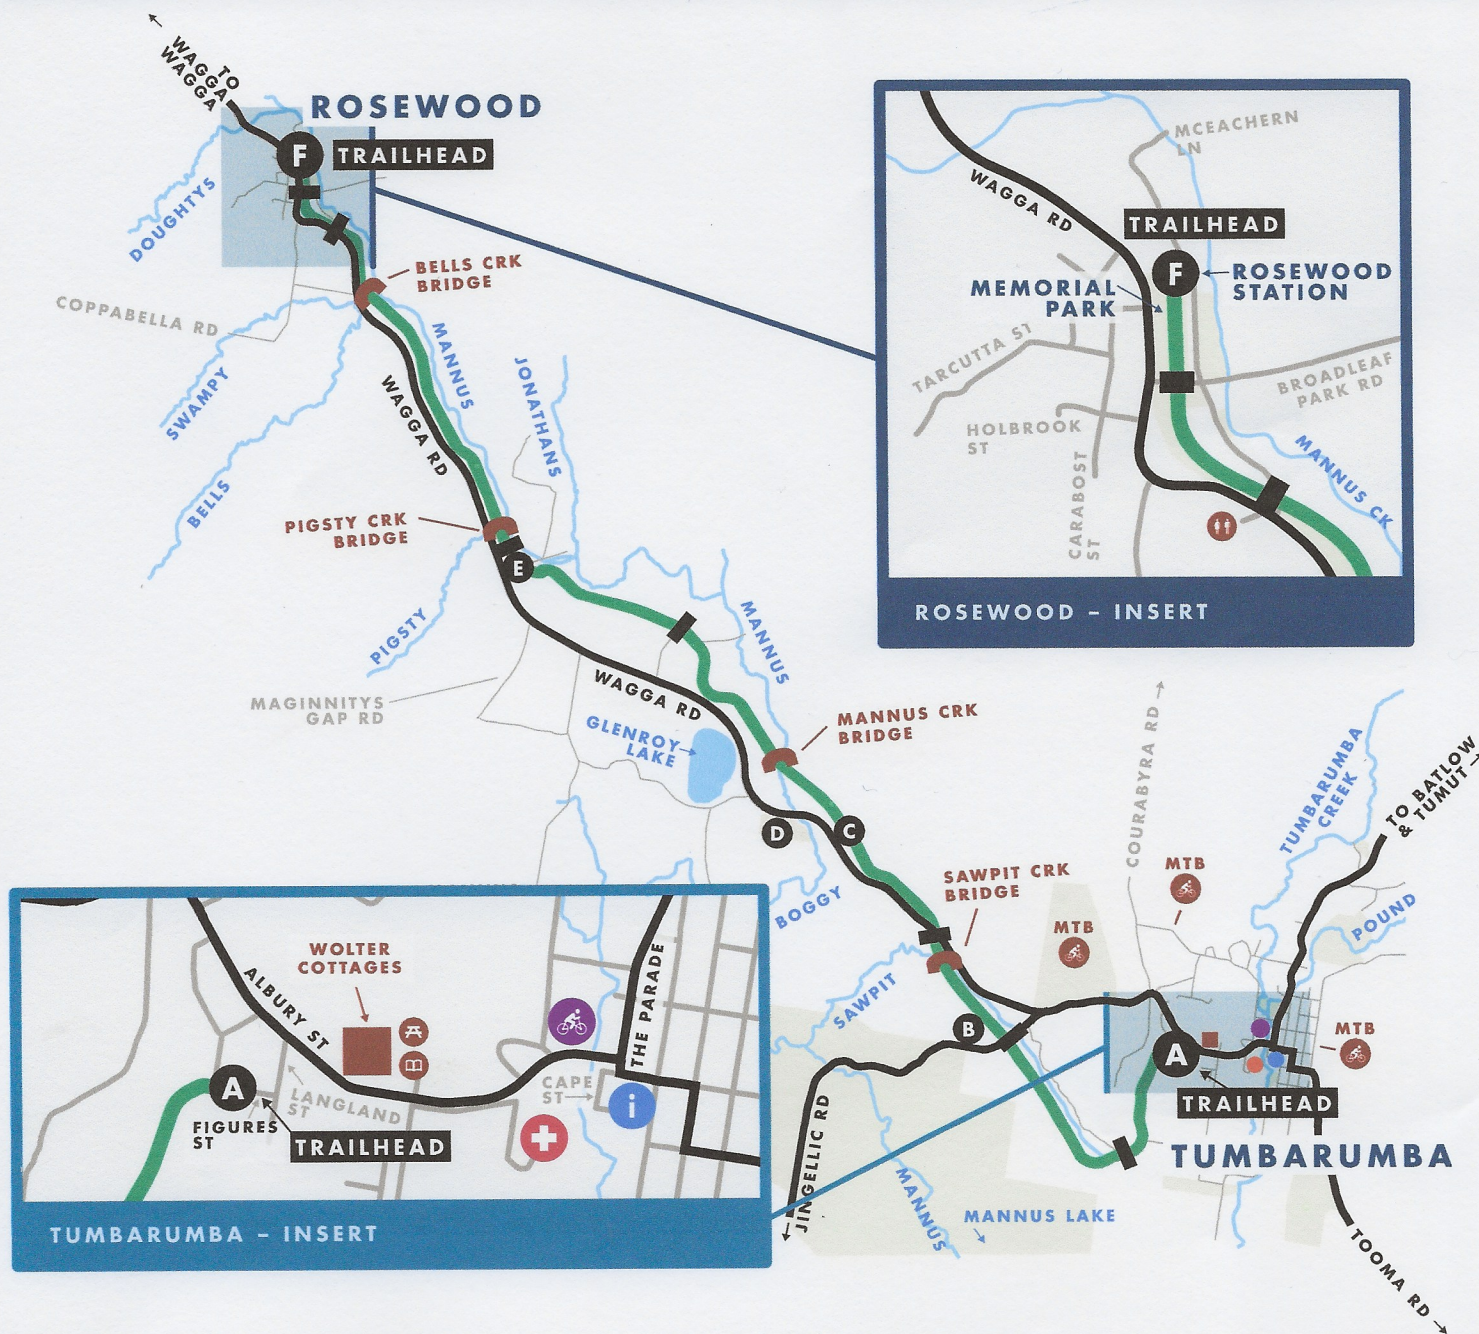 TO
WAGGA
WAGGA
ROSEWOOD
F
TRAILHEAD
DOUGHTYS
COPPABELLA RD
BELLS CRK
BRIDGE
SWAMPY
BELLS
MANNUS
WAGGA RD
JONATHANS
PIGSTY CRK
BRIDGE
E
PIGSTY
MAGINNITYS
GAP RD
WAGGA RD
GLENROY
LAKE
MANNUS
MANNUS CRK
BRIDGE
D
C
BOGGY
SAWPIT CRK
BRIDGE
SAWPIT
B
MTB
MTB
MTB
COURABYRA RD
TUMBARUMBA
CREEK
TO BATLOW
& TUMUT
POUND
A
TRAILHEAD
TUMBARUMBA
JINGELLIC RD
MANNUS
MANNUS LAKE
TOOMA RD
MCEACHERN
LN
WAGGA RD
TRAILHEAD
F
ROSEWOOD
STATION
MEMORIAL
PARK
TARCUTTA ST
BROADLEAF
PARK RD
HOLBROOK
ST
CARABOST
ST
MANNUS CK
ROSEWOOD – INSERT
WOLTER
COTTAGES
ALBURY ST
THE PARADE
A
LANGLAND
ST
FIGURES
ST
TRAILHEAD
CAPE
ST
i
TUMBARUMBA – INSERT